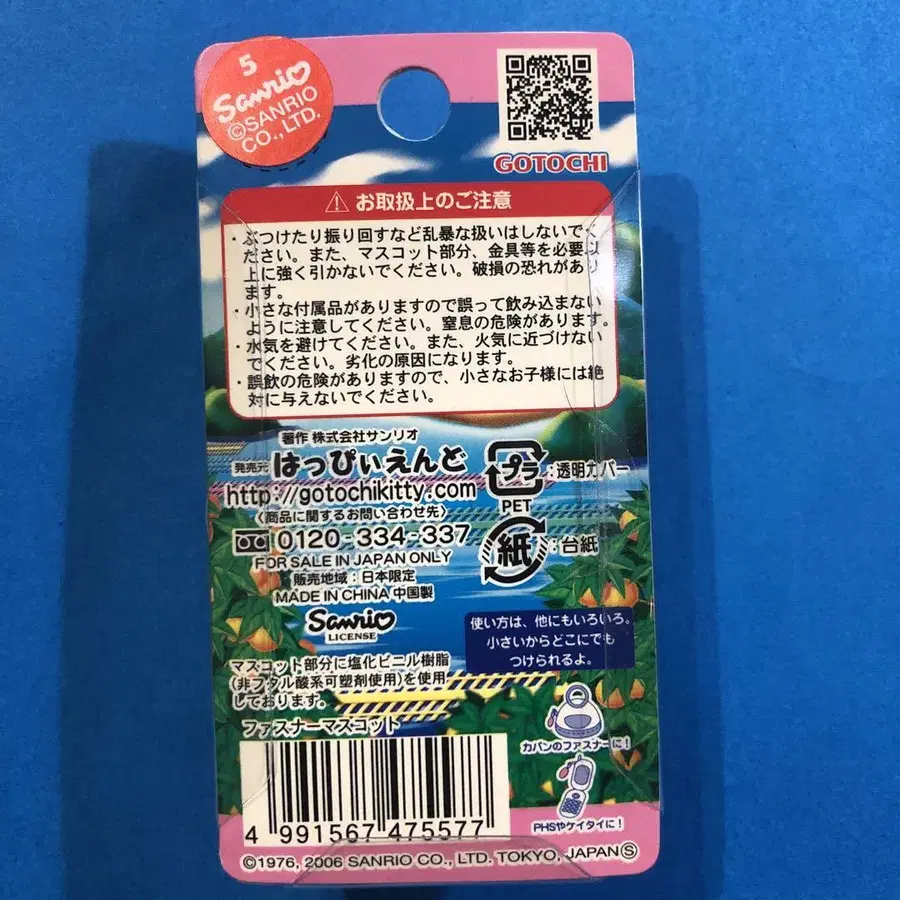 5
Sanrio
©SANRIO
CO., LTD.
GOTOCHI
お取扱上のご注意
・ぶつけたり振り回すなど乱暴な扱いはしないでく
ださい。また、マスコット部分、金具等を必要以
上に強く引かないでください。破損の恐れがあり
ます。
・小さな付属品がありますので誤って飲み込まない
ように注意してください。窒息の危険があります。
・水気を避けてください。また、火気に近づけない
でください。劣化の原因になります。
・誤飲の危険がありますので、小さなお子様には絶
対に与えないでください。
著作 株式会社サンリオ
発売元 はっぴぃえんど
http://gotochikitty.com
〈商品に関するお問い合わせ先〉
0120-334-337
FOR SALE IN JAPAN ONLY
販売地域：日本限定
MADE IN CHINA 中国製
Sanrio
LICENSE
プラ：透明カバー
PET
紙：台紙
マスコット部分に塩化ビニル樹脂
(非フタル酸系可塑剤使用)を使用
しております。
ファスナーマスコット
使い方は、他にもいろいろ。
小さいからどこにでも
つけられるよ。
カバンのファスナーに！
PHSやケイタイに！
4 991567 475577
©1976, 2006 SANRIO CO., LTD. TOKYO, JAPAN Ⓢ